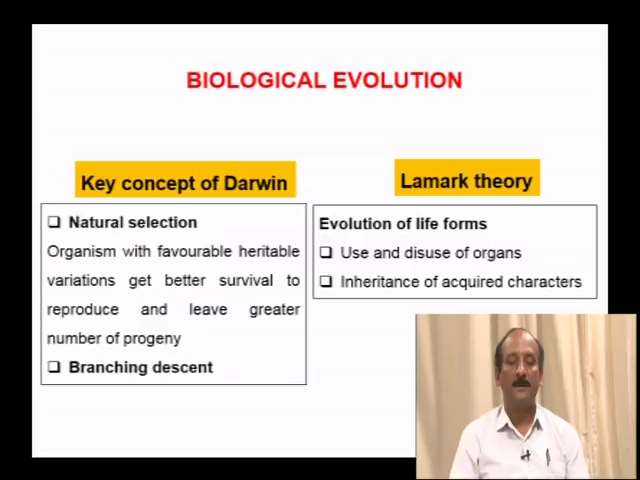 BIOLOGICAL EVOLUTION
Key concept of Darwin
Natural selection
Organism with favourable heritable
variations get better survival to
reproduce and leave greater
number of progeny
Branching descent
Lamark theory
Evolution of life forms
Use and disuse of organs
Inheritance of acquired characters